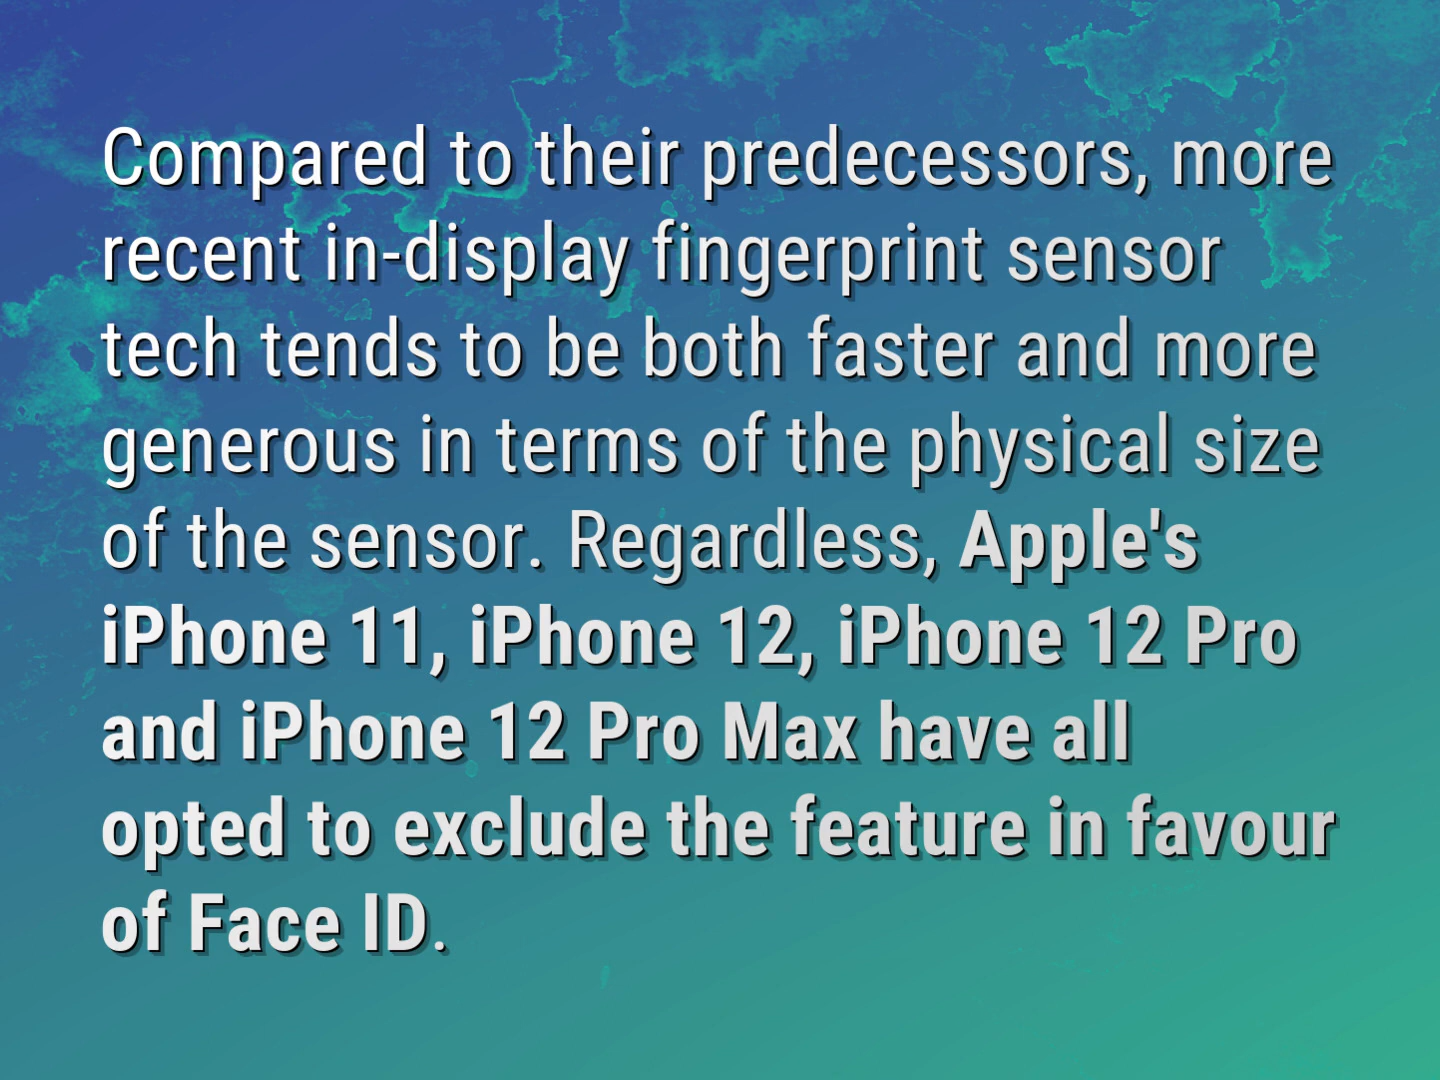 Compared to their predecessors, more
recent in-display fingerprint sensor
tech tends to be both faster and more
generous in terms of the physical size
of the sensor. Regardless, Apple's
iPhone 11, iPhone 12, iPhone 12 Pro
and iPhone 12 Pro Max have all
opted to exclude the feature in favour
of Face ID.